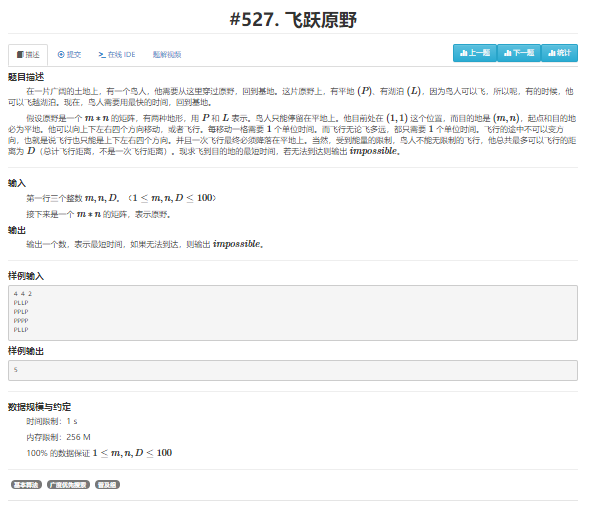 #527. 飞跃原野
描述
提交
>_ 在线 IDE
题解视频
上一题
下一题
统计
题目描述
在一片广阔的土地上，有一个鸟人，他需要从这里穿过原野，回到基地。这片原野上，有平地 (P)、有湖泊 (L)，因为鸟人可以飞，所以呢，有的时候，他
可以飞越湖泊。现在，鸟人需要用最快的时间，回到基地。
假设原野是一个 m * n 的矩阵，有两种地形，用 P 和 L 表示。鸟人只能停留在平地上。他目前处在 (1, 1) 这个位置，而目的地是 (m, n)，起点和目的地
必为平地。他可以向上下左右四个方向移动，或者飞行。每移动一格需要 1 个单位时间。而飞行无论飞多远，都只需要 1 个单位时间。飞行的途中不可以变方
向，也就是说飞行也只能是上下左右四个方向。并且一次飞行最终必须降落在平地上。当然，受到能量的限制，鸟人不能无限制的飞行，他总共最多可以飞行的距
离为 D（总计飞行距离，不是一次飞行距离）。现求飞到目的地的最短时间，若无法到达则输出 impossible。
输入
第一行三个整数 m, n, D。（1 ≤ m, n, D ≤ 100）
接下来是一个 m * n 的矩阵，表示原野。
输出
输出一个数，表示最短时间，如果无法到达，则输出 impossible。
样例输入
4 4 2
PLLP
PPLP
PPPP
PLLP
样例输出
5
数据规模与约定
时间限制：1 s
内存限制：256 M
100% 的数据保证 1 ≤ m, n, D ≤ 100
基本算法
广度优先搜索
普及组